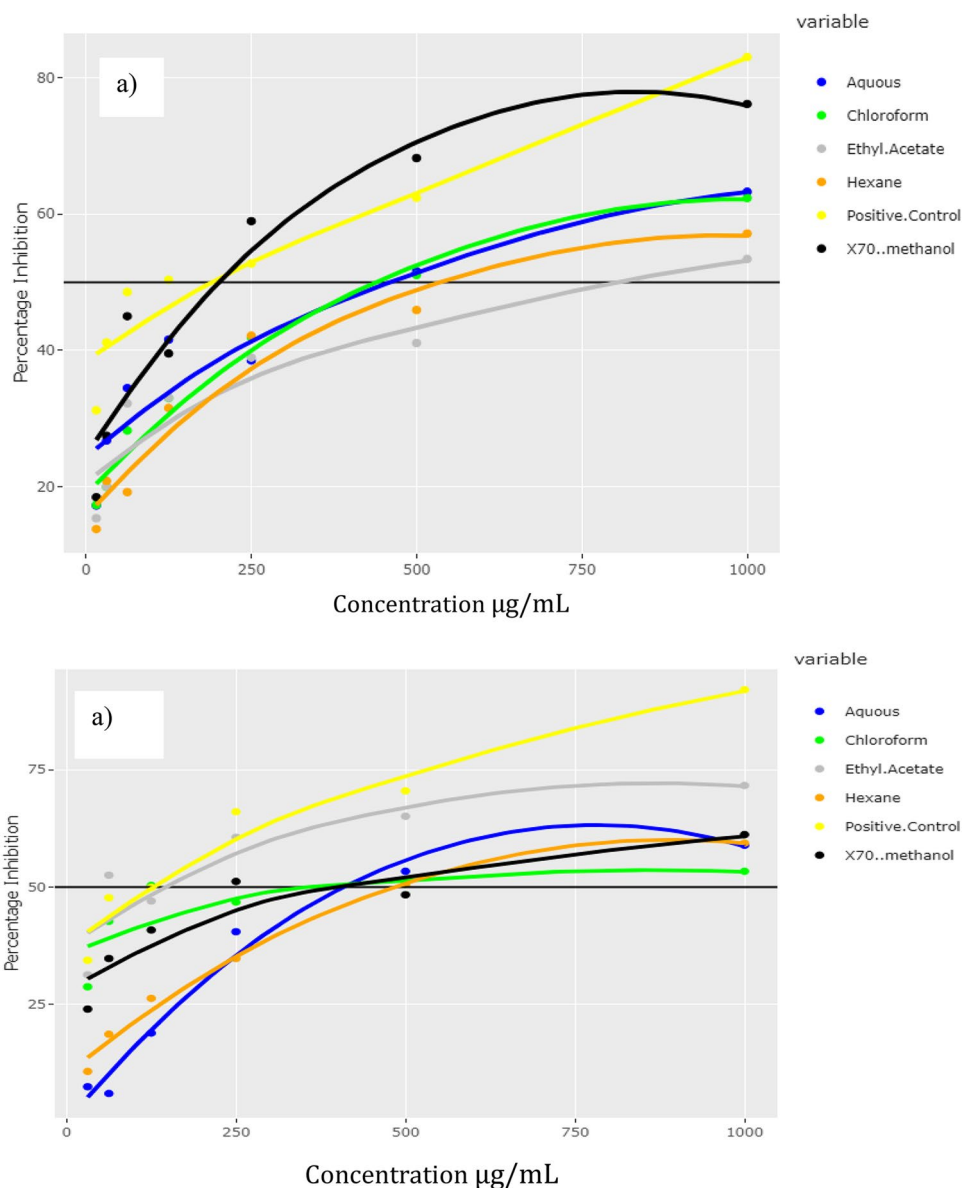 variable
a)
Aquous
Chloroform
Ethyl.Acetate
Hexane
Positive.Control
X70..methanol
Percentage Inhibition
80
60
40
20
0 250 500 750 1000
Concentration µg/mL
variable
a)
Aquous
Chloroform
Ethyl.Acetate
Hexane
Positive.Control
X70..methanol
Percentage Inhibition
75
50
25
0 250 500 750 1000
Concentration µg/mL